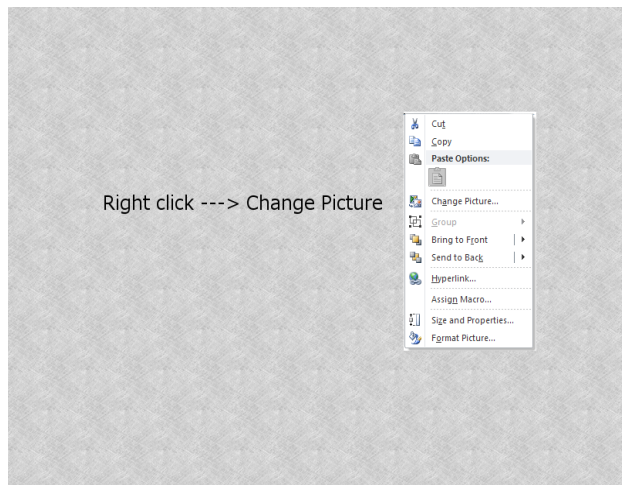 Right click ---> Change Picture
Cut
Copy
Paste Options:
Change Picture...
Group
Bring to Front
Send to Back
Hyperlink...
Assign Macro...
Size and Properties...
Format Picture...